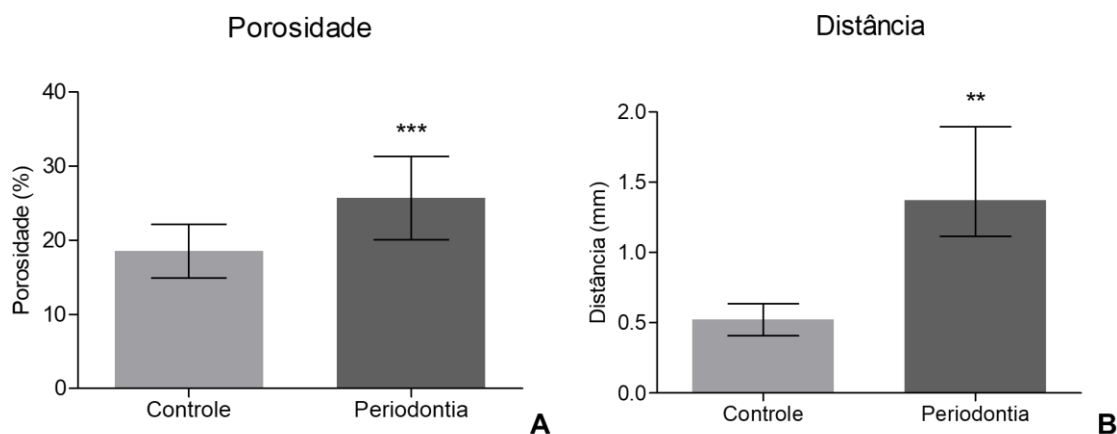 Porosidade
Porosidade (%)
40
30
20
10
0
***
Controle
Periodontia
A
Distância
Distância (mm)
2.0
1.5
1.0
0.5
0.0
**
Controle
Periodontia
B